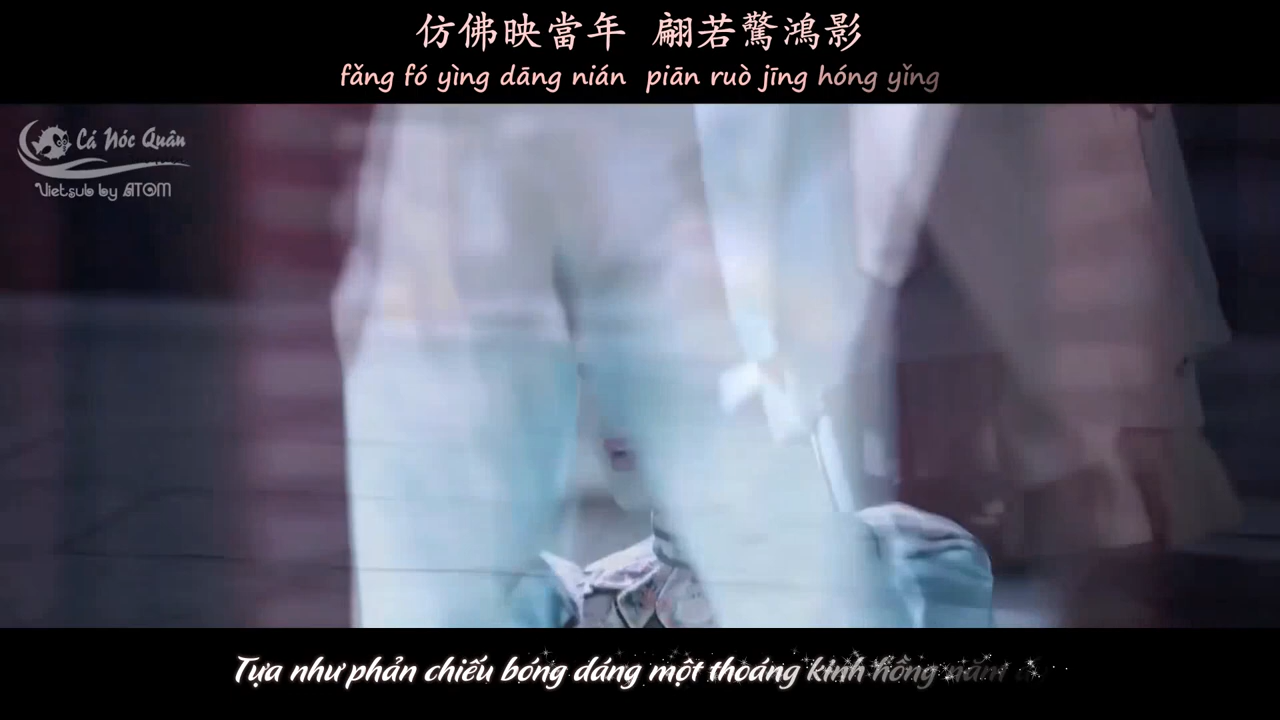 仿佛映當年 翩若驚鴻影
fǎng fó yìng dāng nián piān ruò jīng hóng yǐng
Cá Nóc Quân
Vietsub by ATOM
Tựa như phản chiếu bóng dáng một thoáng kinh hồng năm